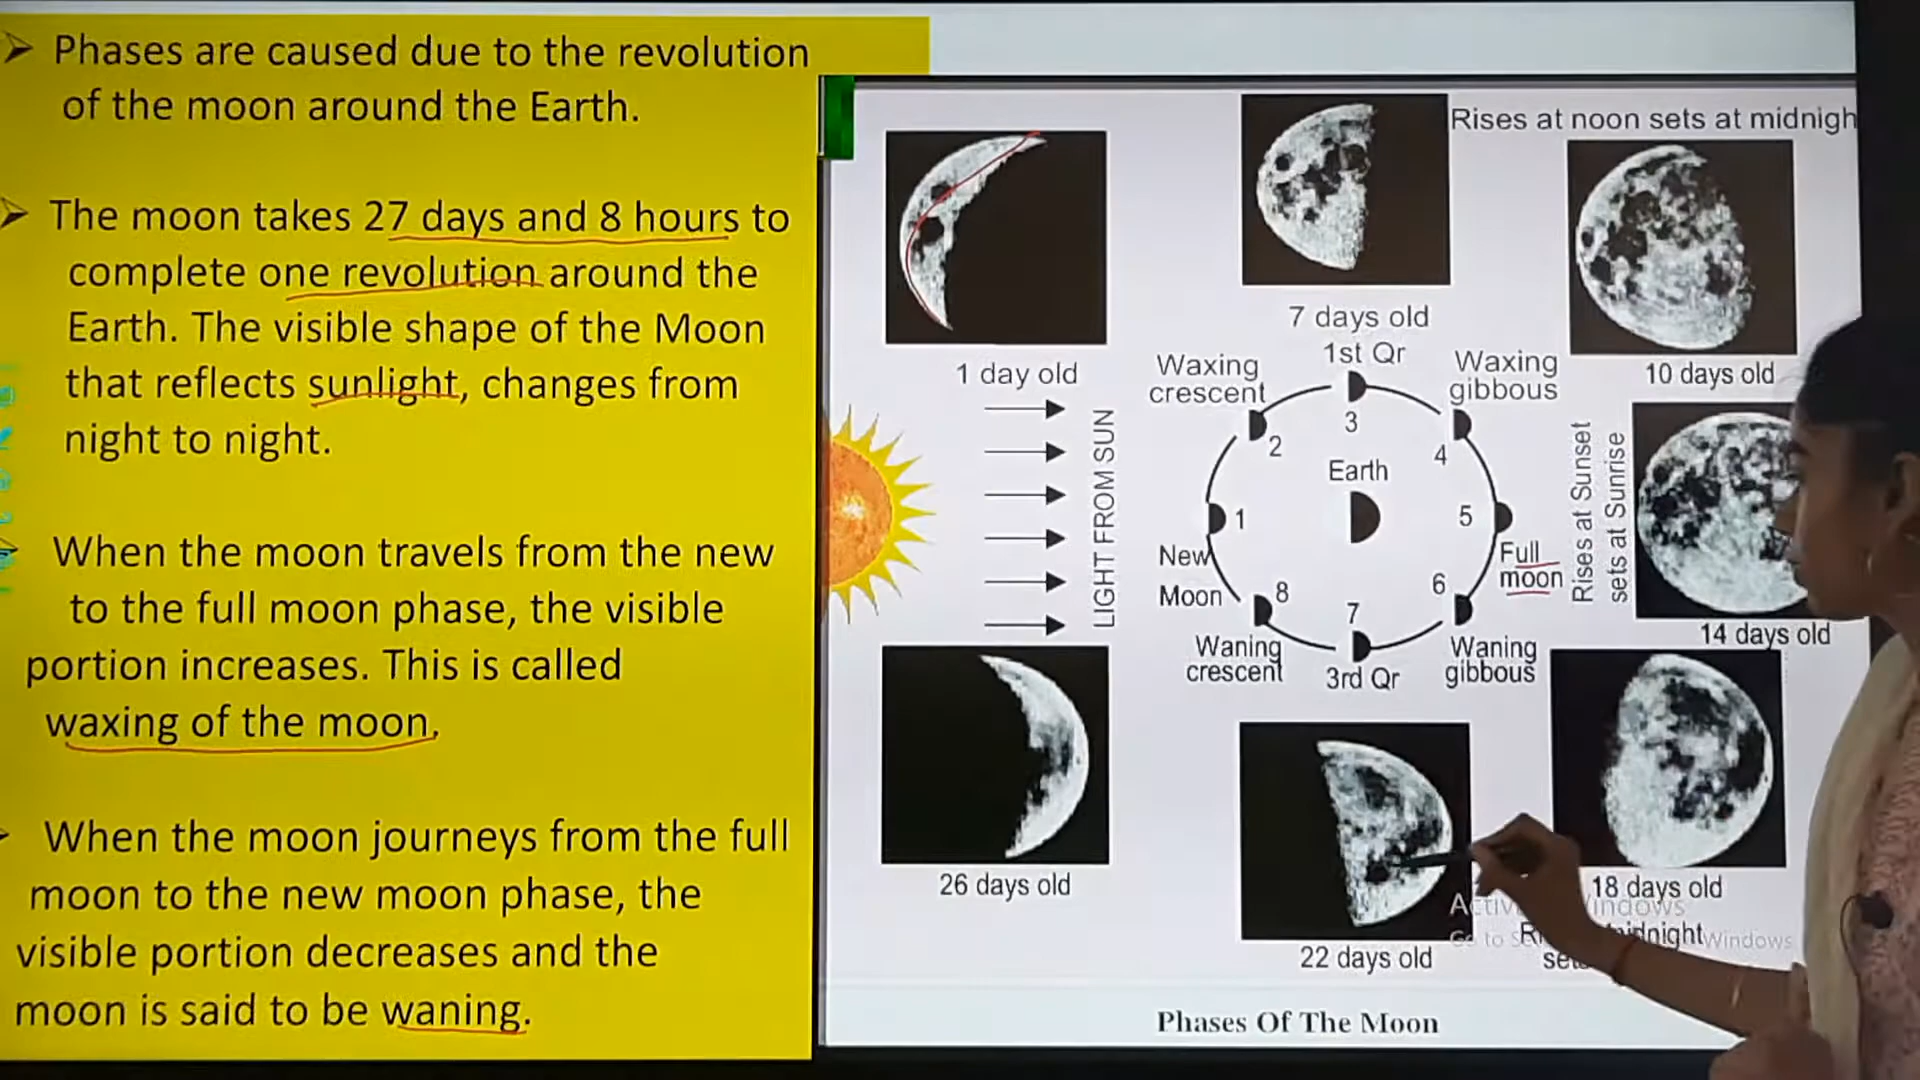 Phases are caused due to the revolution
of the moon around the Earth.
The moon takes 27 days and 8 hours to
complete one revolution around the
Earth. The visible shape of the Moon
that reflects sunlight, changes from
night to night.
When the moon travels from the new
to the full moon phase, the visible
portion increases. This is called
waxing of the moon.
When the moon journeys from the full
moon to the new moon phase, the
visible portion decreases and the
moon is said to be waning.
Rises at noon sets at
1 day old
7 days old
10 days old
Waxing
crescent
1st Qr
Waxing
gibbous
2
3
4
Earth
LIGHT FROM SUN
1
5
New
Moon
Full
moon
Rises at Sunset
sets at Sunrise
14 days old
8
7
6
Waning
crescent
3rd Qr
Waning
gibbous
26 days old
22 days old
18 days old
Windows
Phases Of The Moon